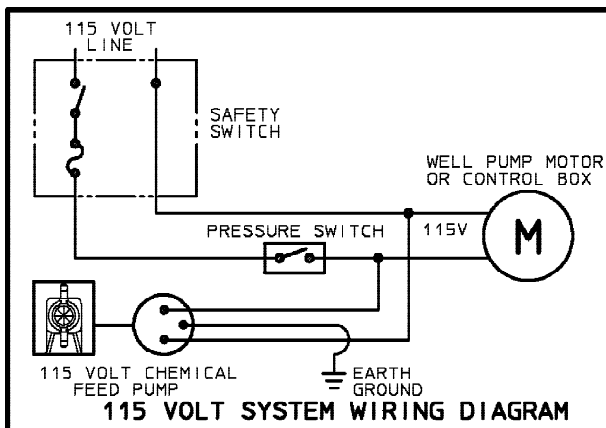 115 VOLT
LINE
SAFETY
SWITCH
WELL PUMP MOTOR
OR CONTROL BOX
PRESSURE SWITCH
115V
M
115 VOLT CHEMICAL
FEED PUMP
EARTH
GROUND
115 VOLT SYSTEM WIRING DIAGRAM